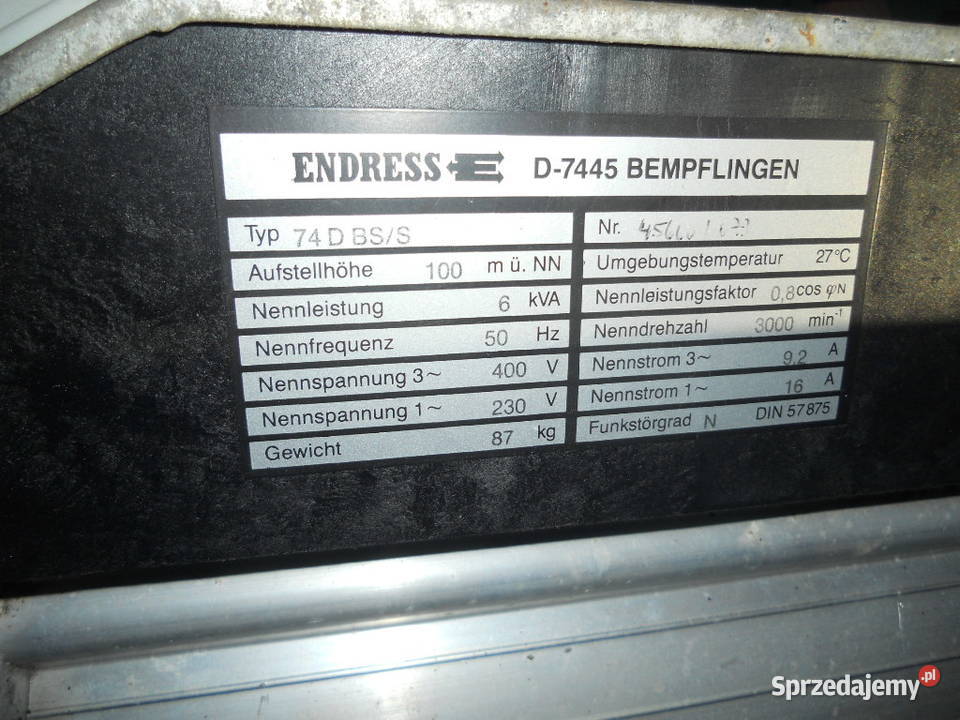 ENDRESS E D-7445 BEMPFLINGEN
Typ 74 D BS/S
Aufstellhöhe 100 m ü. NN
Nennleistung 6 kVA
Nennfrequenz 50 Hz
Nennspannung 3~ 400 V
Nennspannung 1~ 230 V
Gewicht 87 kg
Nr.
Umgebungstemperatur 27°C
Nennleistungsfaktor 0,8 cos φN
Nenndrehzahl 3000 min⁻¹
Nennstrom 3~ 9,2 A
Nennstrom 1~ 16 A
Funkstörgrad N DIN 57875
Sprzedajemy.pl